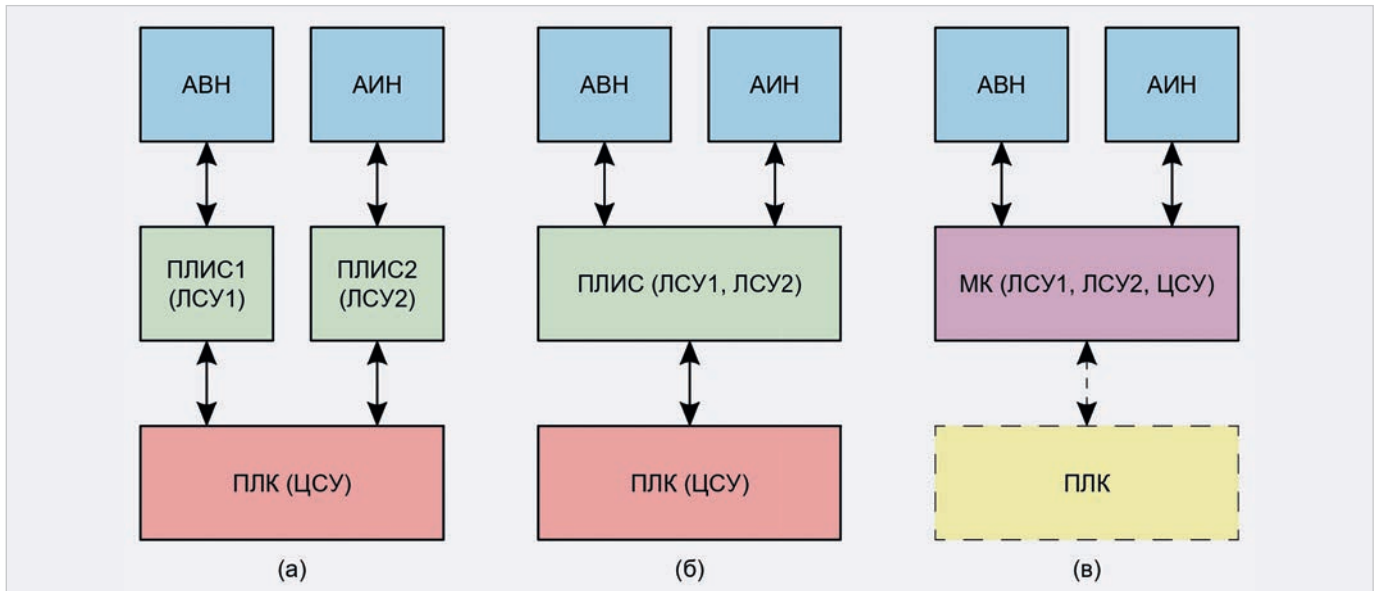 АВН АИН АВН АИН АВН АИН
ПЛИС1 ПЛИС2
(ЛСУ1) (ЛСУ2)
ПЛИС (ЛСУ1, ЛСУ2)
МК (ЛСУ1, ЛСУ2, ЦСУ)
ПЛК (ЦСУ) ПЛК (ЦСУ) ПЛК
(а) (б) (в)